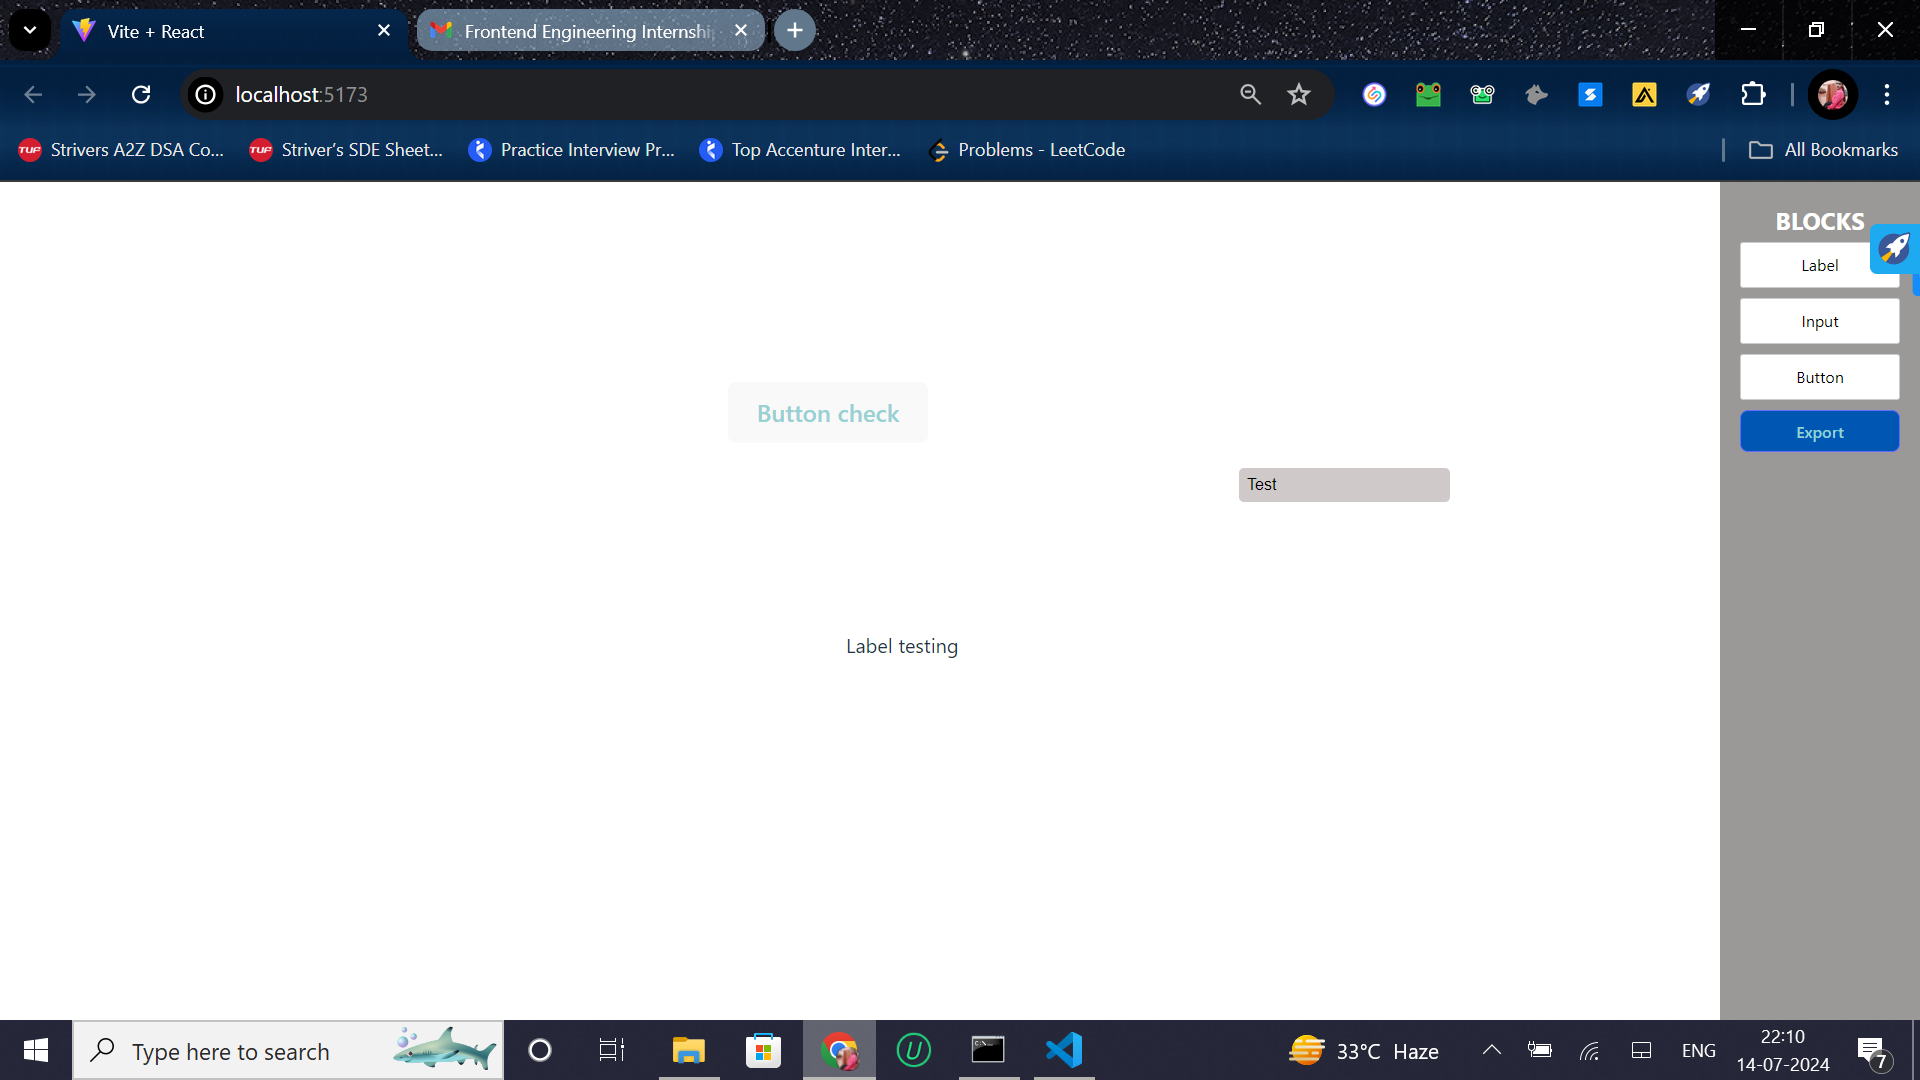 Vite + React
Frontend Engineering Internshi
localhost:5173
TUF Strivers A2Z DSA Co...
TUF Striver's SDE Sheet...
Practice Interview Pr...
Top Accenture Inter...
Problems - LeetCode
All Bookmarks
BLOCKS
Label
Input
Button
Export
Button check
Test
Label testing
Type here to search
33°C Haze
ENG
22:10
14-07-2024
7